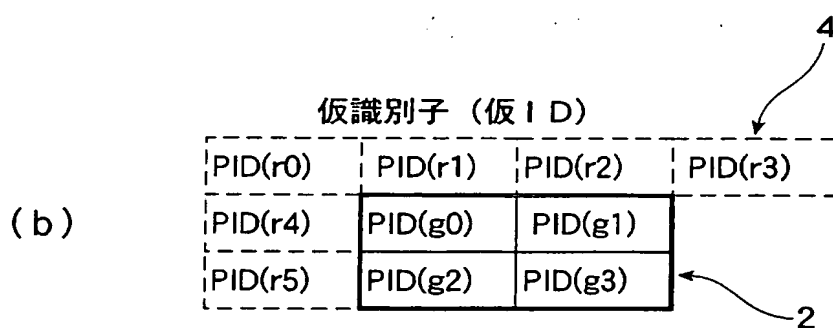 4
仮識別子（仮ＩＤ）
PID(r0) PID(r1) PID(r2) PID(r3)
(b) PID(r4) PID(g0) PID(g1)
PID(r5) PID(g2) PID(g3)
2